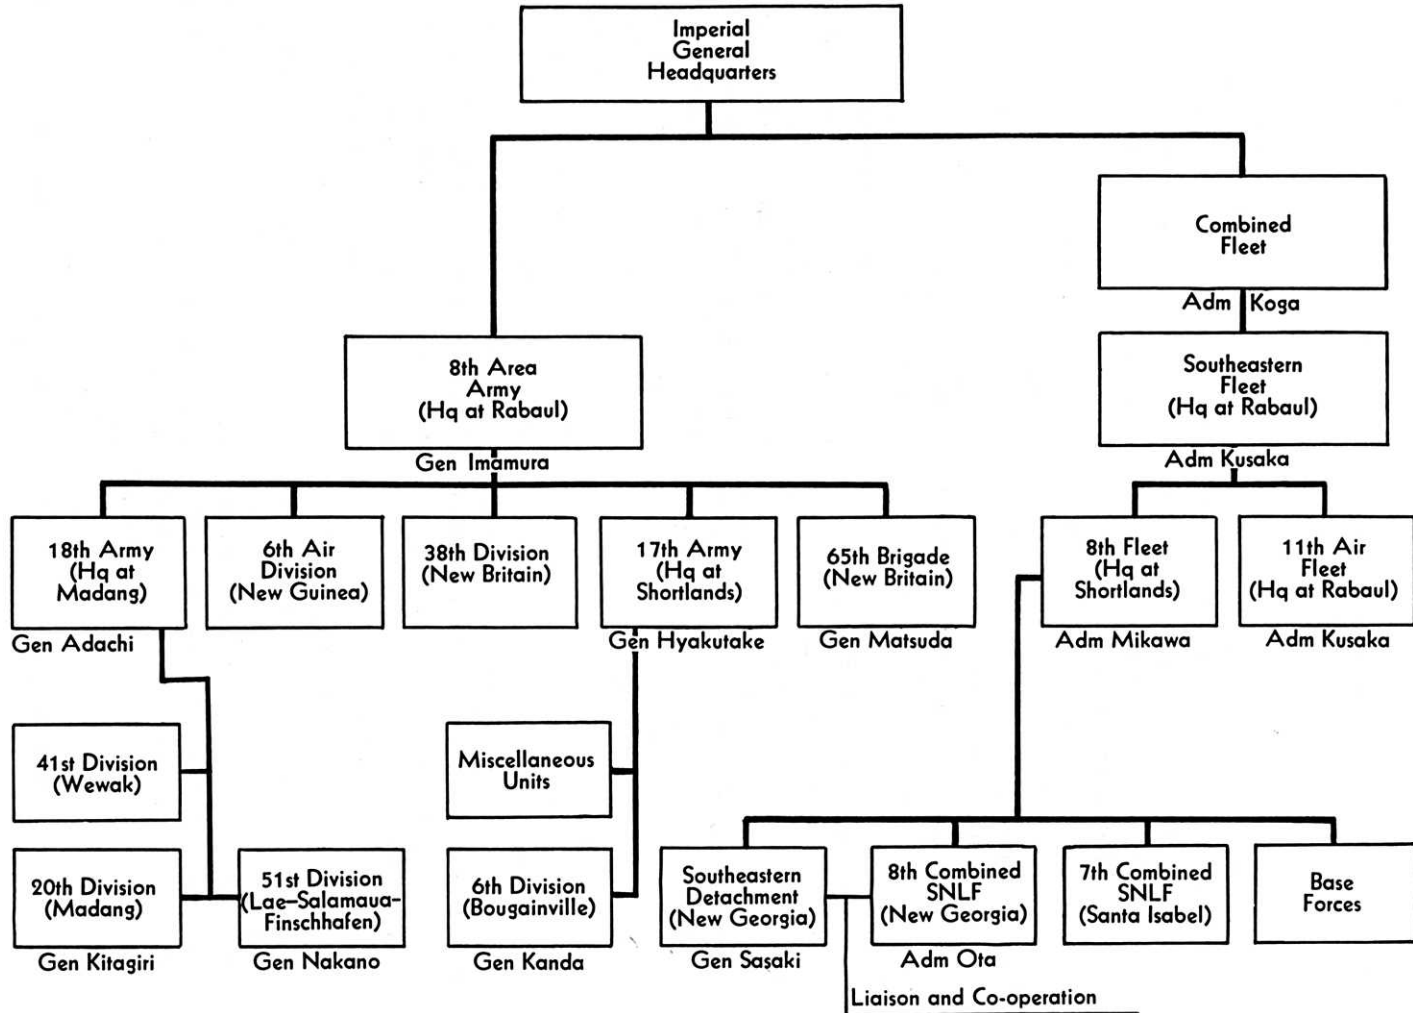 Imperial
General
Headquarters
Combined
Fleet
Adm Koga
8th Area
Army
(Hq at Rabaul)
Gen Imamura
Southeastern
Fleet
(Hq at Rabaul)
Adm Kusaka
18th Army
(Hq at
Madang)
Gen Adachi
6th Air
Division
(New Guinea)
38th Division
(New Britain)
17th Army
(Hq at
Shortlands)
Gen Hyakutake
65th Brigade
(New Britain)
Gen Matsuda
8th Fleet
(Hq at
Shortlands)
Adm Mikawa
11th Air
Fleet
(Hq at Rabaul)
Adm Kusaka
41st Division
(Wewak)
Miscellaneous
Units
20th Division
(Madang)
Gen Kitagiri
51st Division
(Lae–Salamaua–
Finschhafen)
Gen Nakano
6th Division
(Bougainville)
Gen Kanda
Southeastern
Detachment
(New Georgia)
Gen Sasaki
8th Combined
SNLF
(New Georgia)
Adm Ota
7th Combined
SNLF
(Santa Isabel)
Base
Forces
Liaison and Co-operation